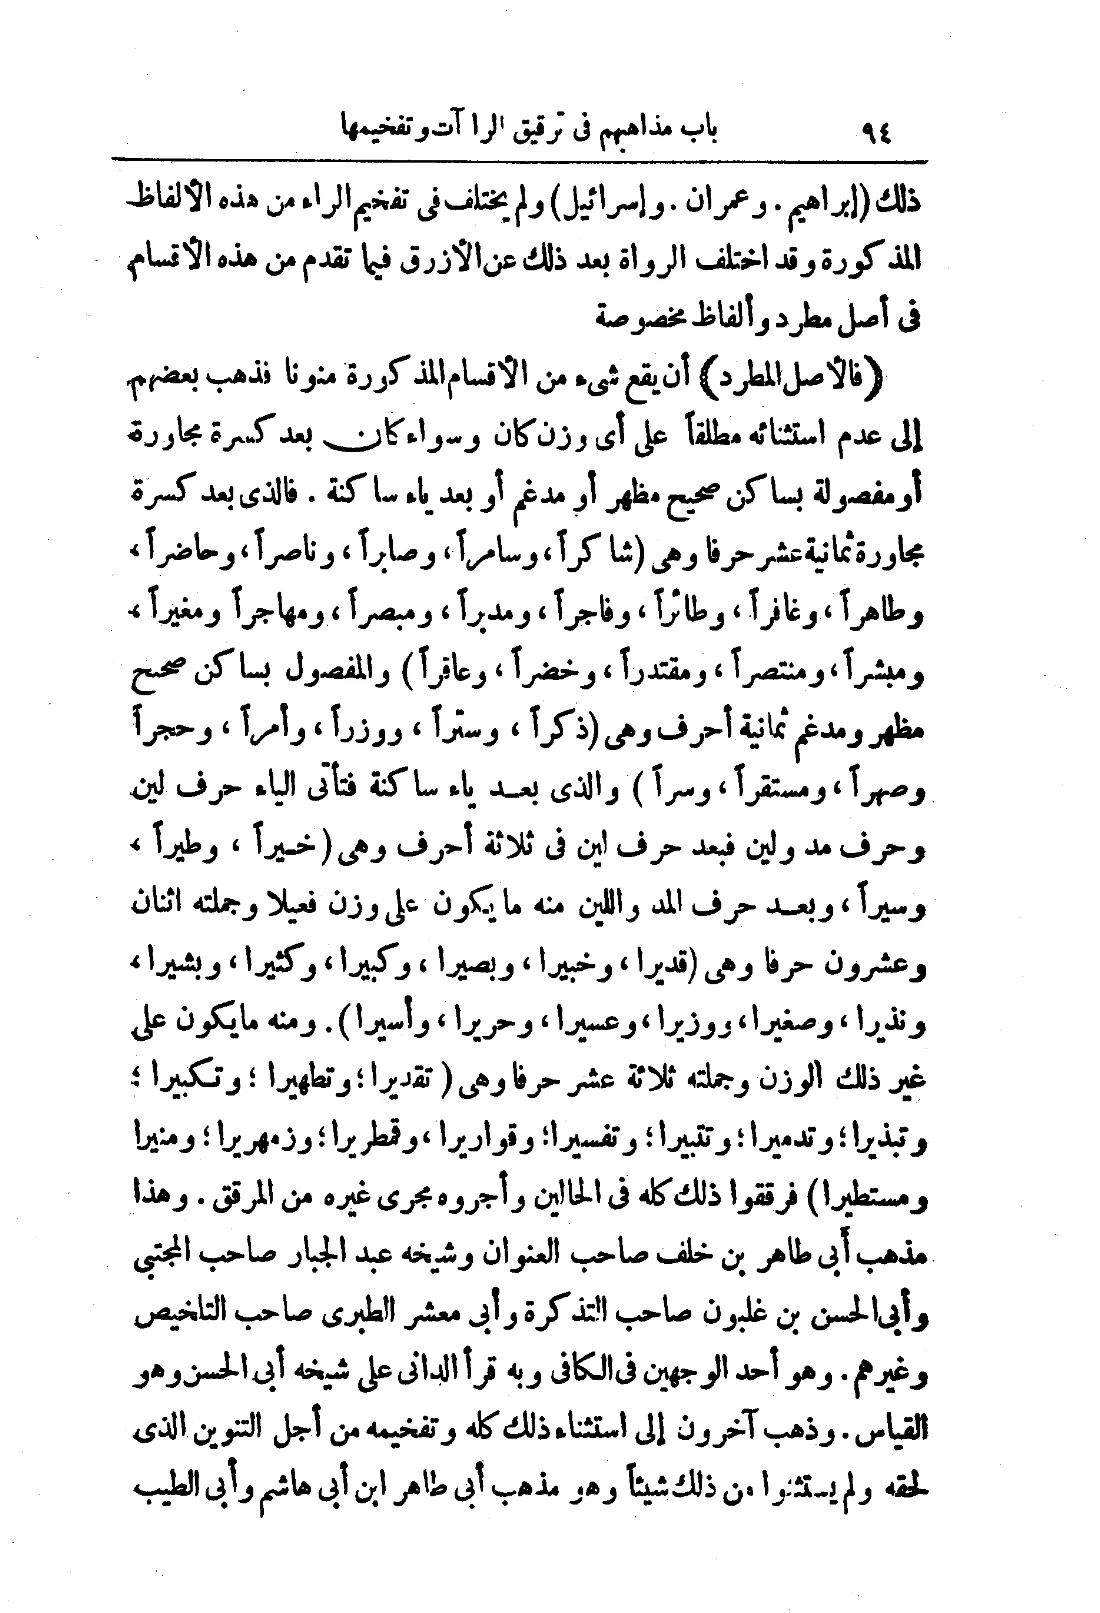 ٩٤ باب مذاهبهم فى ترقيق الراآت وتفخيمها
ذلك (إبراهيم . وعمران . وإسرائيل) ولم يختلف فى تفخيم الراء من هذه الألفاظ
المذكورة وقد اختلف الرواة بعد ذلك عن الأزرق فيما تقدم من هذه الأقسام
فى أصل مطرد وألفاظ مخصوصة
(فالأصل المطرد) أن يقع شىء من الأقسام المذكورة منونا فذهب بعضهم
إلى عدم استثنائه مطلقاً على أى وزن كان وسواء كان بعد كسرة مجاورة
أو مفصولة بساكن صحيح مظهر أو مدغم أو بعد ياء ساكنة . فالذى بعد كسرة
مجاورة ثمانية عشر حرفا وهى (شاكراً ، وسامراً ، وصابراً ، وناصراً ، وحاضراً ،
وطاهراً ، وغافراً ، وطائراً ، وفاجراً ، ومدبراً ، ومبصراً ، ومهاجراً ومغيراً ،
ومبشراً ، ومنتصراً ، ومقتدراً ، وخضراً ، وعاقراً) والمفصول بساكن صحيح
مظهر ومدغم ثمانية أحرف وهى (ذكراً ، وستراً ، ووزراً ، وأمراً ، وحجراً
وصهراً ، ومستقراً ، وسراً ) والذى بعد ياء ساكنة فتأتى الياء حرف لين
وحرف مد ولين فبعد حرف لين فى ثلاثة أحرف وهى (خيراً ، وطيراً ،
وسيراً ، وبعد حرف المد واللين منه ما يكون على وزن فعيلا وجملته اثنان
وعشرون حرفا وهى (قديرا ، وخبيرا ، وبصيرا ، وكبيرا ، وكثيرا ، وبشيرا ،
ونذيرا ، وصغيرا ، ووزيرا ، وعسيرا ، وحريرا ، وأسيرا ). ومنه ما يكون على
غير ذلك الوزن وجملته ثلاثة عشر حرفا وهى ( تقديرا ؛ وتطهيرا ؛ وتكبيرا ؛
وتبذيرا ؛ وتدميرا ؛ وتتبيرا ؛ وتفسيرا ؛ وقواريرا ، وقمطريرا ؛ وزمهريرا ؛ ومنيرا
ومستطيرا) فرققوا ذلك كله فى الحالين وأجروه مجرى غيره من المرقق . وهذا
مذهب أبى طاهر بن خلف صاحب العنوان وشيخه عبد الجبار صاحب المجتبى
وأبى الحسن بن غلبون صاحب التذكرة وأبى معشر الطبرى صاحب التلخيص
وغيرهم . وهو أحد الوجهين فى الكافى وبه قرأ الدانى على شيخه أبى الحسن وهو
القياس . وذهب آخرون إلى استثناء ذلك كله وتفخيمه من أجل التنوين الذى
لحقه ولم يستثنوا من ذلك شيئاً وهو مذهب أبى طاهر ابن أبى هاشم وأبى الطيب